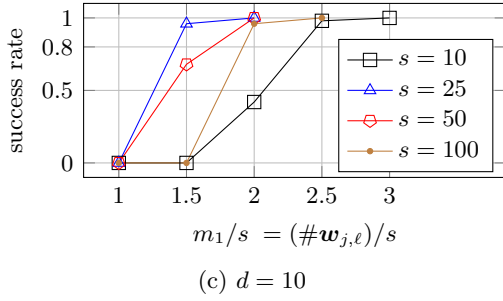 1
0.8
0.5
0
success rate
s = 10
s = 25
s = 50
s = 100
1 1.5 2 2.5 3
m₁/s = (#𝒘ⱼ,ℓ)/s
(c) d = 10